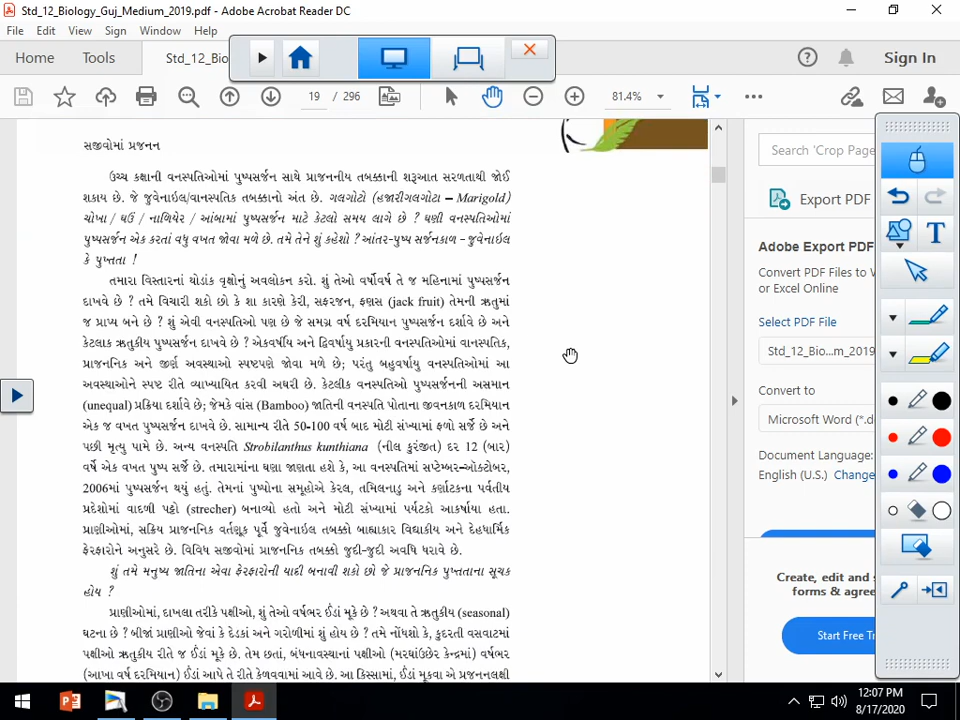 Std_12_Biology_Guj_Medium_2019.pdf - Adobe Acrobat Reader DC
File Edit View Sign Window Help
Home Tools Std_12_Bio Sign In
19 / 296 81.4%
સજીવોમાં પ્રજનન
ઉચ્ચ કક્ષાની વનસ્પતિઓમાં પુષ્પસર્જન સાથે પ્રાજનનીય તબક્કાની શરૂઆત સરળતાથી જોઈ
શકાય છે. જે જુવેનાઇલ/વાનસ્પતિક તબક્કાનો અંત છે. ગલગોટો (હજારીગલગોટા – Marigold)
ચોખા / ઘઉં / નાળિયેર / આંબામાં પુષ્પસર્જન માટે કેટલો સમય લાગે છે ? ઘણી વનસ્પતિઓમાં
પુષ્પસર્જન એક કરતાં વધુ વખત જોવા મળે છે. તમે તેને શું કહેશો ? આંતર-પુષ્પ સર્જનકાળ - જુવેનાઇલ
કે પુખ્તતા !
તમારા વિસ્તારનાં થોડાંક વૃક્ષોનું અવલોકન કરો. શું તેઓ વર્ષોવર્ષ તે જ મહિનામાં પુષ્પસર્જન
દાખવે છે ? તમે વિચારી શકો છો કે શા કારણે કેરી, સફરજન, ફણસ (jack fruit) તેમની ઋતુમાં
જ પ્રાપ્ય બને છે ? શું એવી વનસ્પતિઓ પણ છે જે સમગ્ર વર્ષ દરમિયાન પુષ્પસર્જન દર્શાવે છે અને
કેટલાક ઋતુકીય પુષ્પસર્જન દાખવે છે ? એકવર્ષીય અને દ્વિવર્ષાયુ પ્રકારની વનસ્પતિઓમાં વાનસ્પતિક,
પ્રાજનનિક અને જીર્ણ અવસ્થાઓ સ્પષ્ટપણે જોવા મળે છે; પરંતુ બહુવર્ષાયુ વનસ્પતિઓમાં આ
અવસ્થાઓને સ્પષ્ટ રીતે વ્યાખ્યાયિત કરવી અઘરી છે. કેટલીક વનસ્પતિઓ પુષ્પસર્જનની અસમાન
(unequal) પ્રક્રિયા દર્શાવે છે; જેમકે વાંસ (Bamboo) જાતિની વનસ્પતિ પોતાના જીવનકાળ દરમિયાન
એક જ વખત પુષ્પસર્જન દાખવે છે. સામાન્ય રીતે 50-100 વર્ષ બાદ મોટી સંખ્યામાં ફળો સર્જે છે અને
પછી મૃત્યુ પામે છે. અન્ય વનસ્પતિ Strobilanthus kunthiana (નીલ કુરંજીત) દર 12 (બાર)
વર્ષે એક વખત પુષ્પ સર્જે છે. તમારામાંના ઘણા જાણતા હશો કે, આ વનસ્પતિમાં સપ્ટેમ્બર–ઑક્ટોબર,
2006માં પુષ્પસર્જન થયું હતું. તેમનાં પુષ્પોના સમૂહોએ કેરલ, તમિલનાડુ અને કર્ણાટકના પર્વતીય
પ્રદેશોમાં વાદળી પટ્ટો (strecher) બનાવ્યો હતો અને મોટી સંખ્યામાં પર્યટકો આકર્ષાયા હતા.
પ્રાણીઓમાં, સક્રિય પ્રાજનનિક વર્તણૂક પૂર્વે જુવેનાઇલ તબક્કો બાહ્યાકાર વિદ્યાકીય અને દેહધાર્મિક
ફેરફારોને અનુસરે છે. વિવિધ સજીવોમાં પ્રાજનનિક તબક્કો જુદી-જુદી અવધિ ધરાવે છે.
શું તમે મનુષ્ય જાતિના એવા ફેરફારોની યાદી બનાવી શકો છો જે પ્રાજનનિક પુખ્તતાના સૂચક
હોય ?
પ્રાણીઓમાં, દાખલા તરીકે પક્ષીઓ, શું તેઓ વર્ષભર ઈંડાં મૂકે છે ? અથવા તે ઋતુકીય (seasonal)
ઘટના છે ? બીજાં પ્રાણીઓ જેવાં કે દેડકાં અને ગરોળીમાં શું હોય છે ? તમે નોંધશો કે, કુદરતી વસવાટમાં
પક્ષીઓ ઋતુકીય રીતે જ ઈંડાં મૂકે છે. તેમ છતાં, બંધનાવસ્થાનાં પક્ષીઓ (મરઘાંઉછેર કેન્દ્રમાં) વર્ષભર
(આખા વર્ષ દરમિયાન) ઈંડાં આપે તે રીતે કેળવવામાં આવે છે. આ કિસ્સામાં, ઈંડાં મૂકવા એ પ્રજનનલક્ષી
Search 'Crop Page
Export PDF
Adobe Export PDF
Convert PDF Files to W
or Excel Online
Select PDF File
Std_12_Bio...m_2019.p
Convert to
Microsoft Word (*.d
Document Language:
English (U.S.) Change
Create, edit and s
forms & agree
Start Free T
T
12:07 PM
8/17/2020